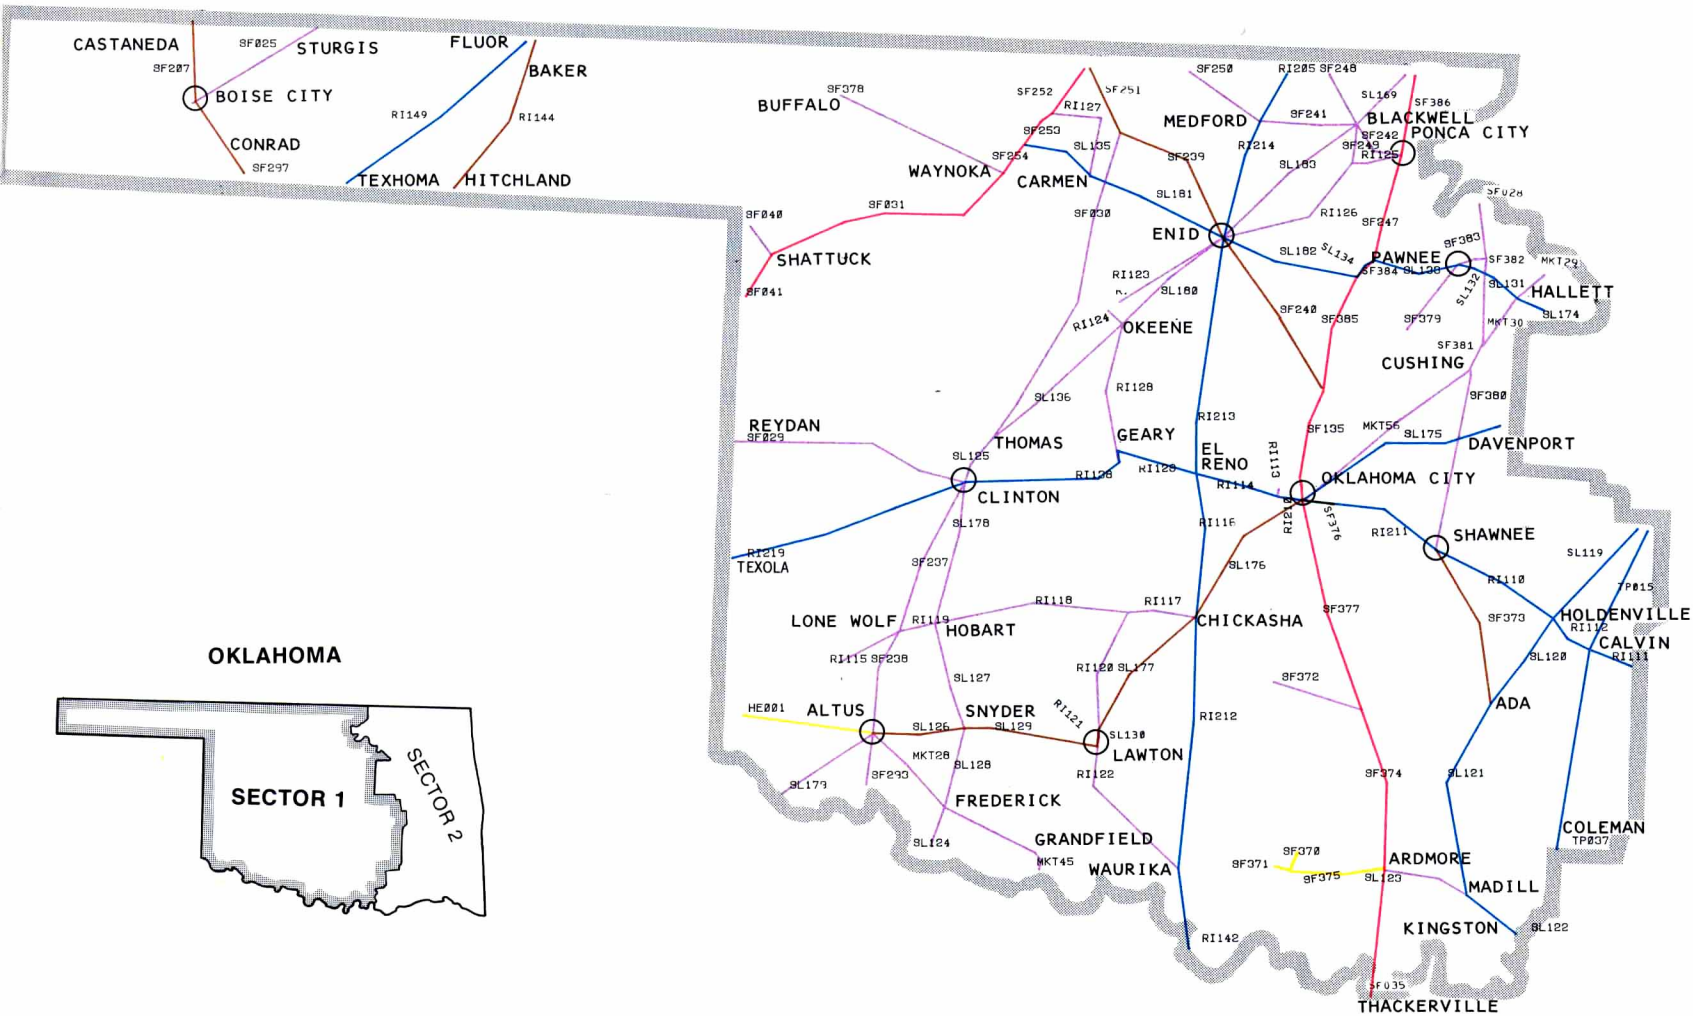 CASTANEDA
SF025
STURGIS
SF207
BOISE CITY
CONRAD
SF297
FLUOR
BAKER
RI149
RI144
TEXHOMA
HITCHLAND
SF378
BUFFALO
SF252
SF251
RI127
SF253
SL135
SF254
WAYNOKA
CARMEN
SF239
SL181
SF031
SF030
SF040
SHATTUCK
SF041
SF250
RI205
SF248
SL169
SF386
MEDFORD
SF241
BLACKWELL
SF242
PONCA CITY
SF249
RI125
RI214
SL183
RI126
SF247
SF028
ENID
SL182
SL134
PAWNEE
SF383
SF382
MKT29
SF384
SL133
SL132
SL131
HALLETT
SL174
RI123
SL180
RI124
OKEENE
SF240
SF385
SF379
MKT30
SF381
CUSHING
SF380
RI128
SL136
REYDAN
SF029
THOMAS
GEARY
RI213
SF135
MKT56
SL175
DAVENPORT
SL125
RI138
RI129
EL
RENO
RI113
RI114
OKLAHOMA CITY
CLINTON
RI210
SF376
RI211
SHAWNEE
SL178
RI116
RI219
TEXOLA
SF237
SL176
RI110
SL119
TP015
RI118
RI117
SF377
SF373
HOLDENVILLE
RI112
CALVIN
RI111
LONE WOLF
RI119
HOBART
CHICKASHA
RI115
SF238
RI120
SL177
SL120
SL127
SF372
ADA
HE001
ALTUS
SNYDER
RI121
RI212
SL126
SL129
SL130
LAWTON
MKT28
SL128
RI122
SF374
SL121
SL179
SF293
FREDERICK
GRANDFIELD
SL124
MKT45
WAURIKA
COLEMAN
TP037
SF371
SF370
SF375
ARDMORE
SL123
MADILL
KINGSTON
SL122
RI142
SF035
THACKERVILLE
OKLAHOMA
SECTOR 1
SECTOR 2